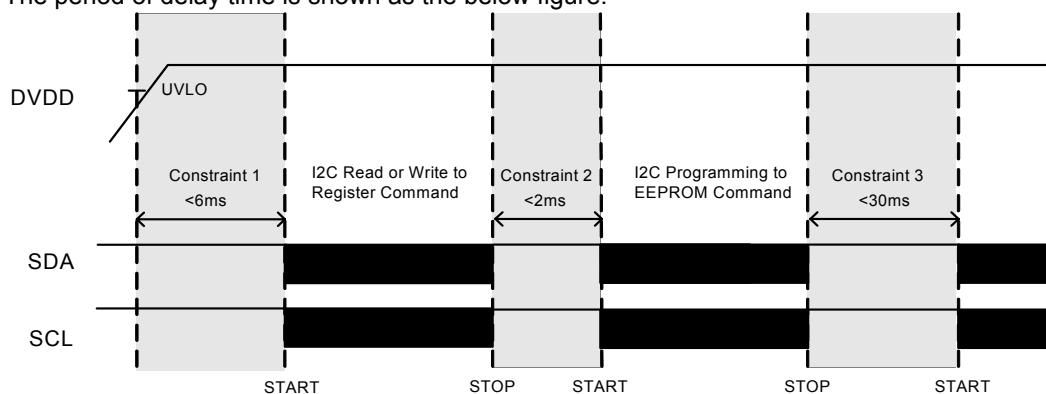 The period of delay time is shown as the below figure.
DVDD
UVLO
Constraint 1
<6ms
I2C Read or Write to
Register Command
Constraint 2
<2ms
I2C Programming to
EEPROM Command
Constraint 3
<30ms
SDA
SCL
START
STOP
START
STOP
START